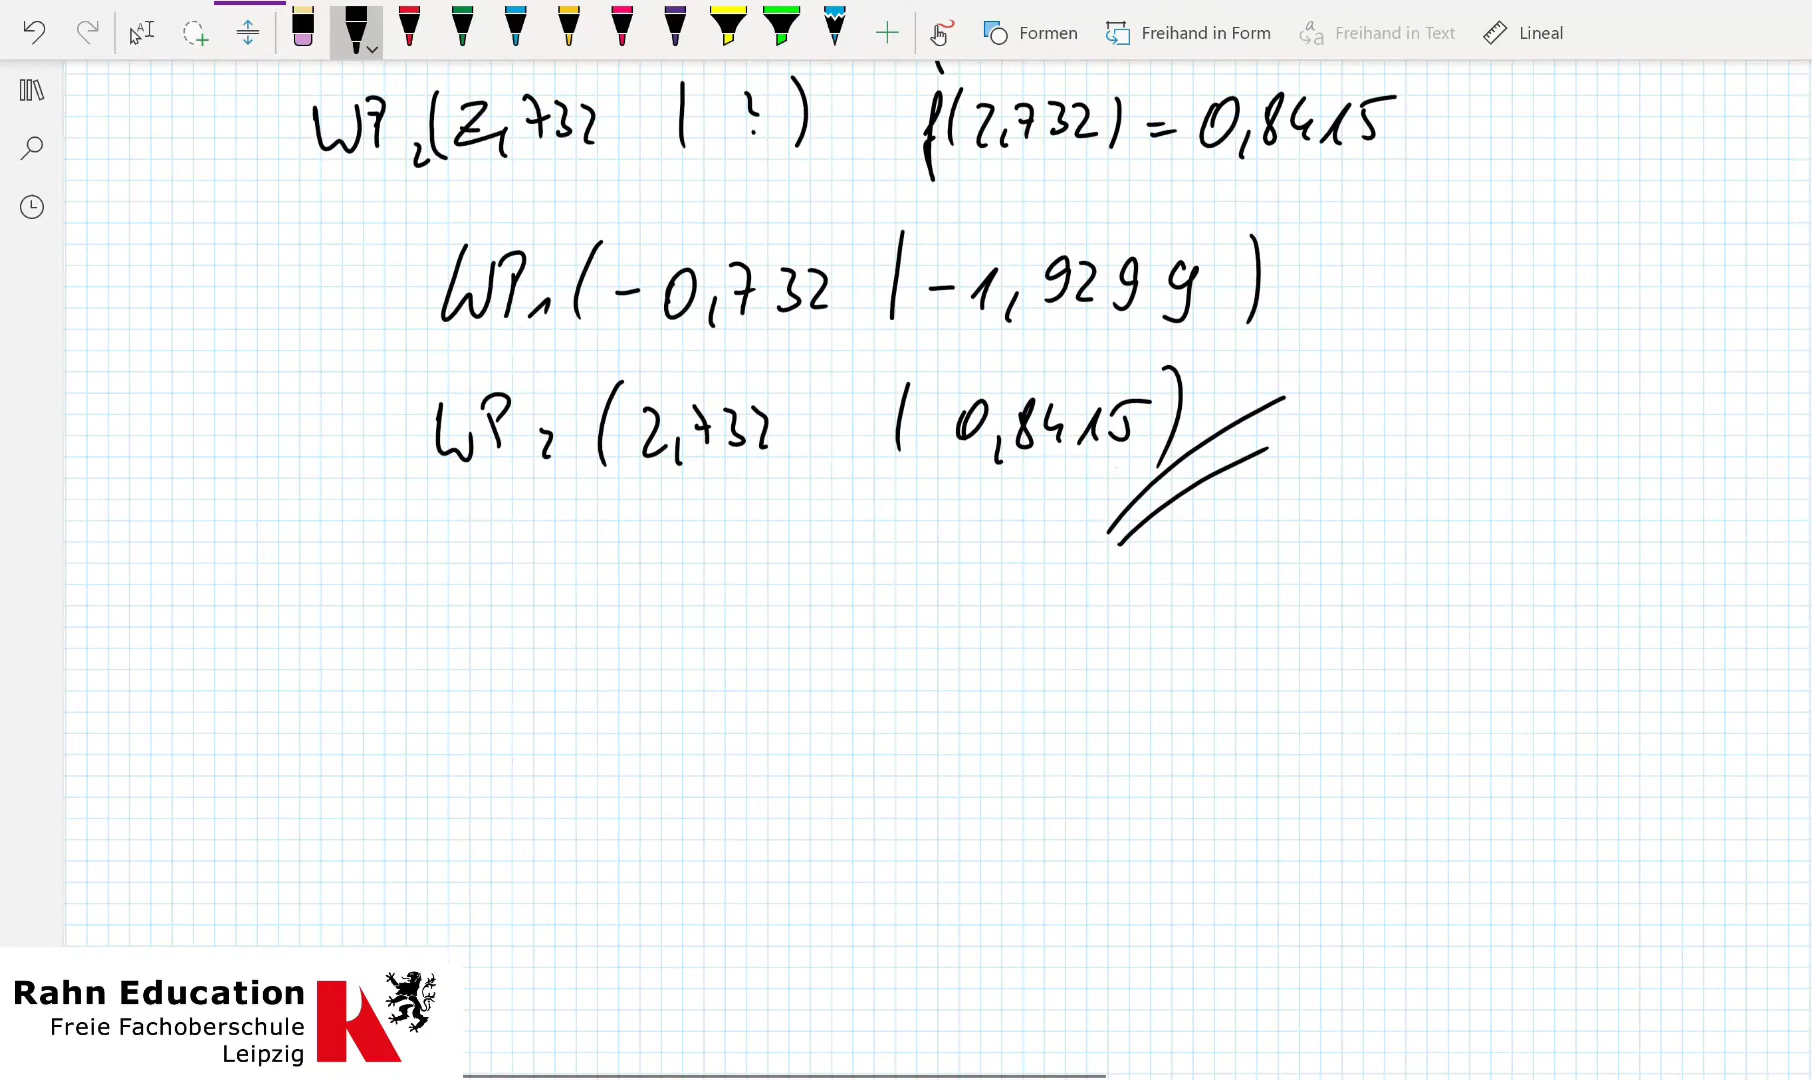 Formen Freihand in Form Freihand in Text Lineal
WP₂(2,732 | ?) f(2,732) = 0,8415
WP₁(-0,732 | -1,9299)
WP₂(2,732 | 0,8415)
Rahn Education
Freie Fachoberschule
Leipzig